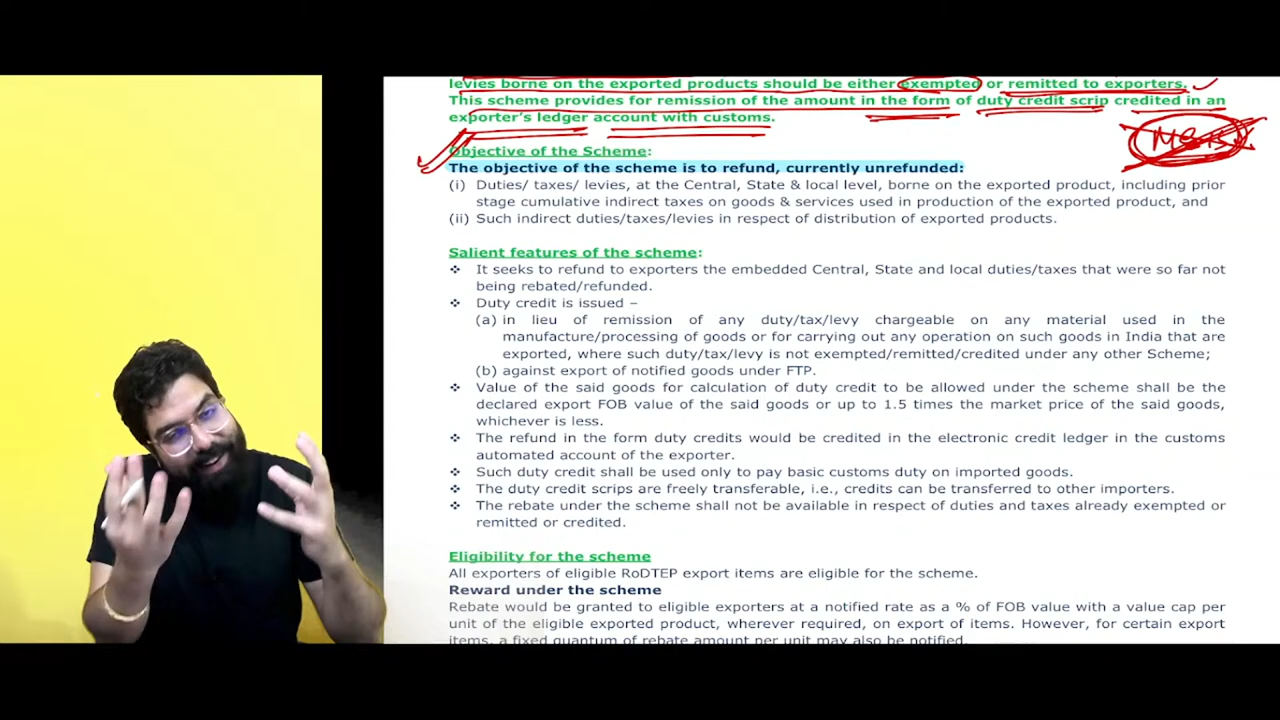 levies borne on the exported products should be either exempted or remitted to exporters.
This scheme provides for remission of the amount in the form of duty credit scrip credited in an
exporter's ledger account with customs.
Objective of the Scheme:
The objective of the scheme is to refund, currently unrefunded:
(i) Duties/ taxes/ levies, at the Central, State & local level, borne on the exported product, including prior
stage cumulative indirect taxes on goods & services used in production of the exported product, and
(ii) Such indirect duties/taxes/levies in respect of distribution of exported products.
Salient features of the scheme:
❖ It seeks to refund to exporters the embedded Central, State and local duties/taxes that were so far not
being rebated/refunded.
❖ Duty credit is issued –
(a) in lieu of remission of any duty/tax/levy chargeable on any material used in the
manufacture/processing of goods or for carrying out any operation on such goods in India that are
exported, where such duty/tax/levy is not exempted/remitted/credited under any other Scheme;
(b) against export of notified goods under FTP.
❖ Value of the said goods for calculation of duty credit to be allowed under the scheme shall be the
declared export FOB value of the said goods or up to 1.5 times the market price of the said goods,
whichever is less.
❖ The refund in the form duty credits would be credited in the electronic credit ledger in the customs
automated account of the exporter.
❖ Such duty credit shall be used only to pay basic customs duty on imported goods.
❖ The duty credit scrips are freely transferable, i.e., credits can be transferred to other importers.
❖ The rebate under the scheme shall not be available in respect of duties and taxes already exempted or
remitted or credited.
Eligibility for the scheme
All exporters of eligible RoDTEP export items are eligible for the scheme.
Reward under the scheme
Rebate would be granted to eligible exporters at a notified rate as a % of FOB value with a value cap per
unit of the eligible exported product, wherever required, on export of items. However, for certain export
items, a fixed quantum of rebate amount per unit may also be notified.